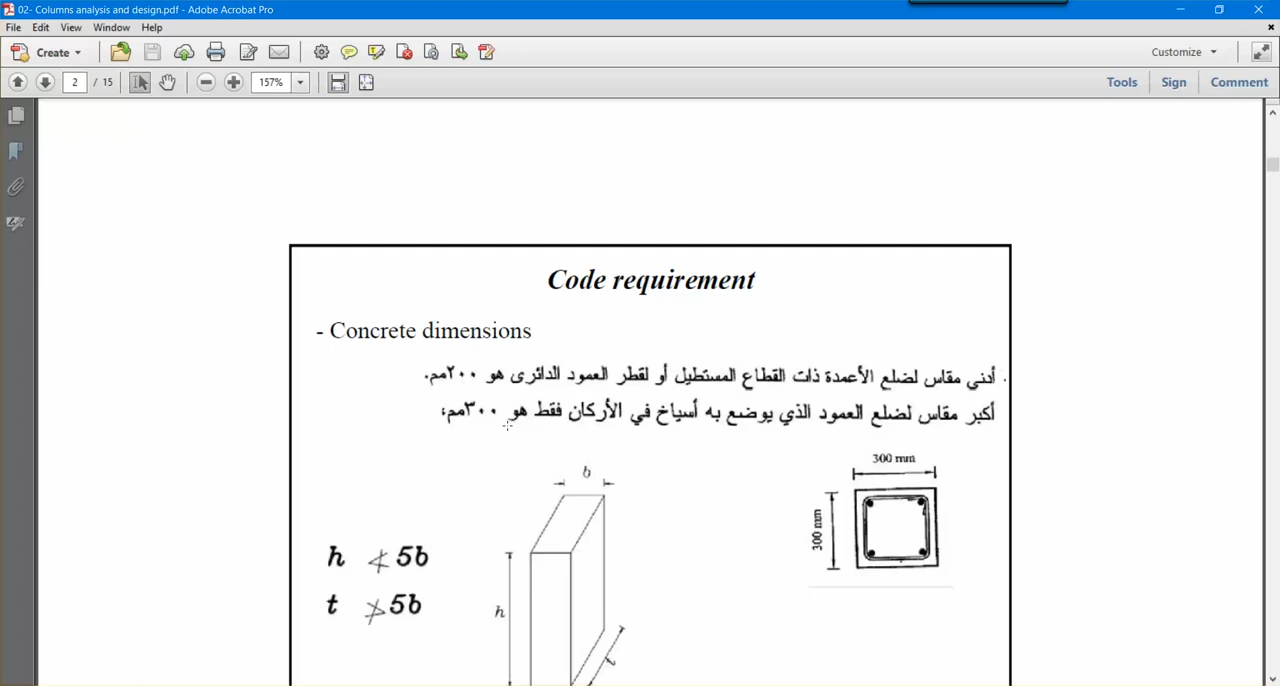 02- Columns analysis and design.pdf - Adobe Acrobat Pro
File Edit View Window Help
Create Customize
2 / 15 157% Tools Sign Comment
Code requirement
- Concrete dimensions
أدني مقاس لضلع الأعمدة ذات القطاع المستطيل أو لقطر العمود الدائرى هو ٢٠٠مم.
أكبر مقاس لضلع العمود الذي يوضع به أسياخ في الأركان فقط هو ٣٠٠مم؛
300 mm
b
300 mm
h ≮ 5b
t ≯ 5b
h
t